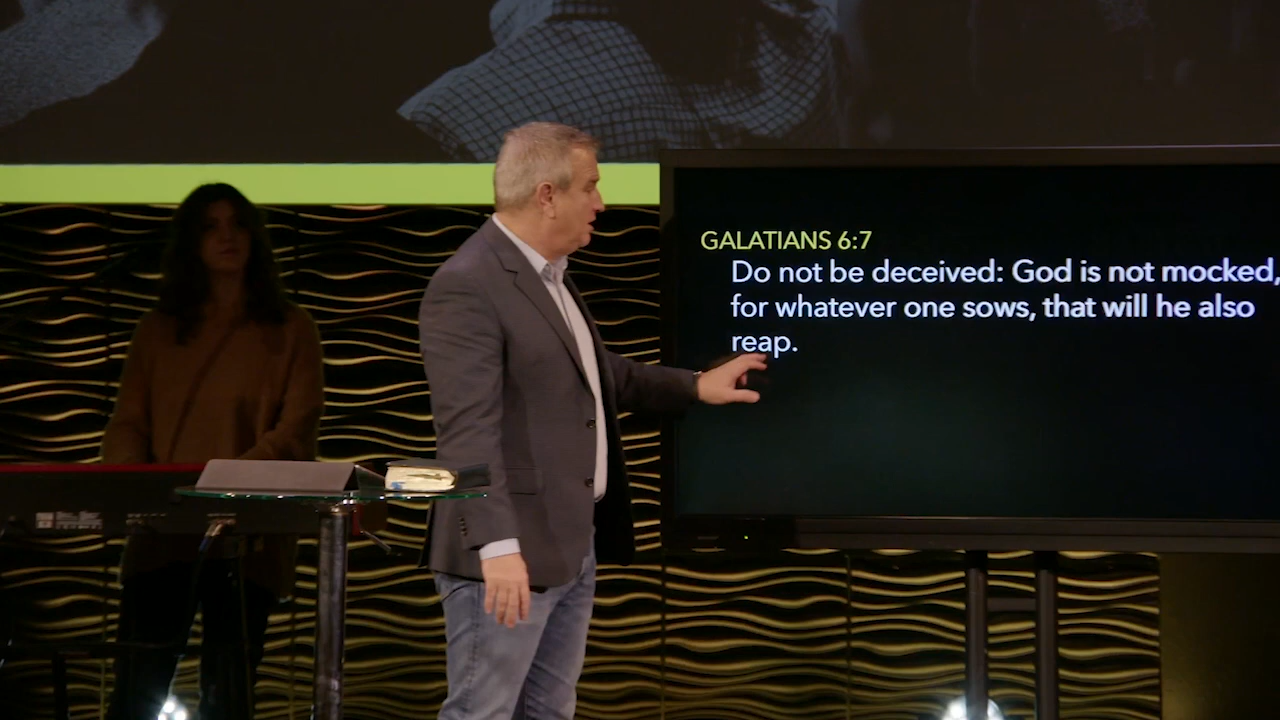 GALATIANS 6:7
Do not be deceived: God is not mocked,
for whatever one sows, that will he also
reap.